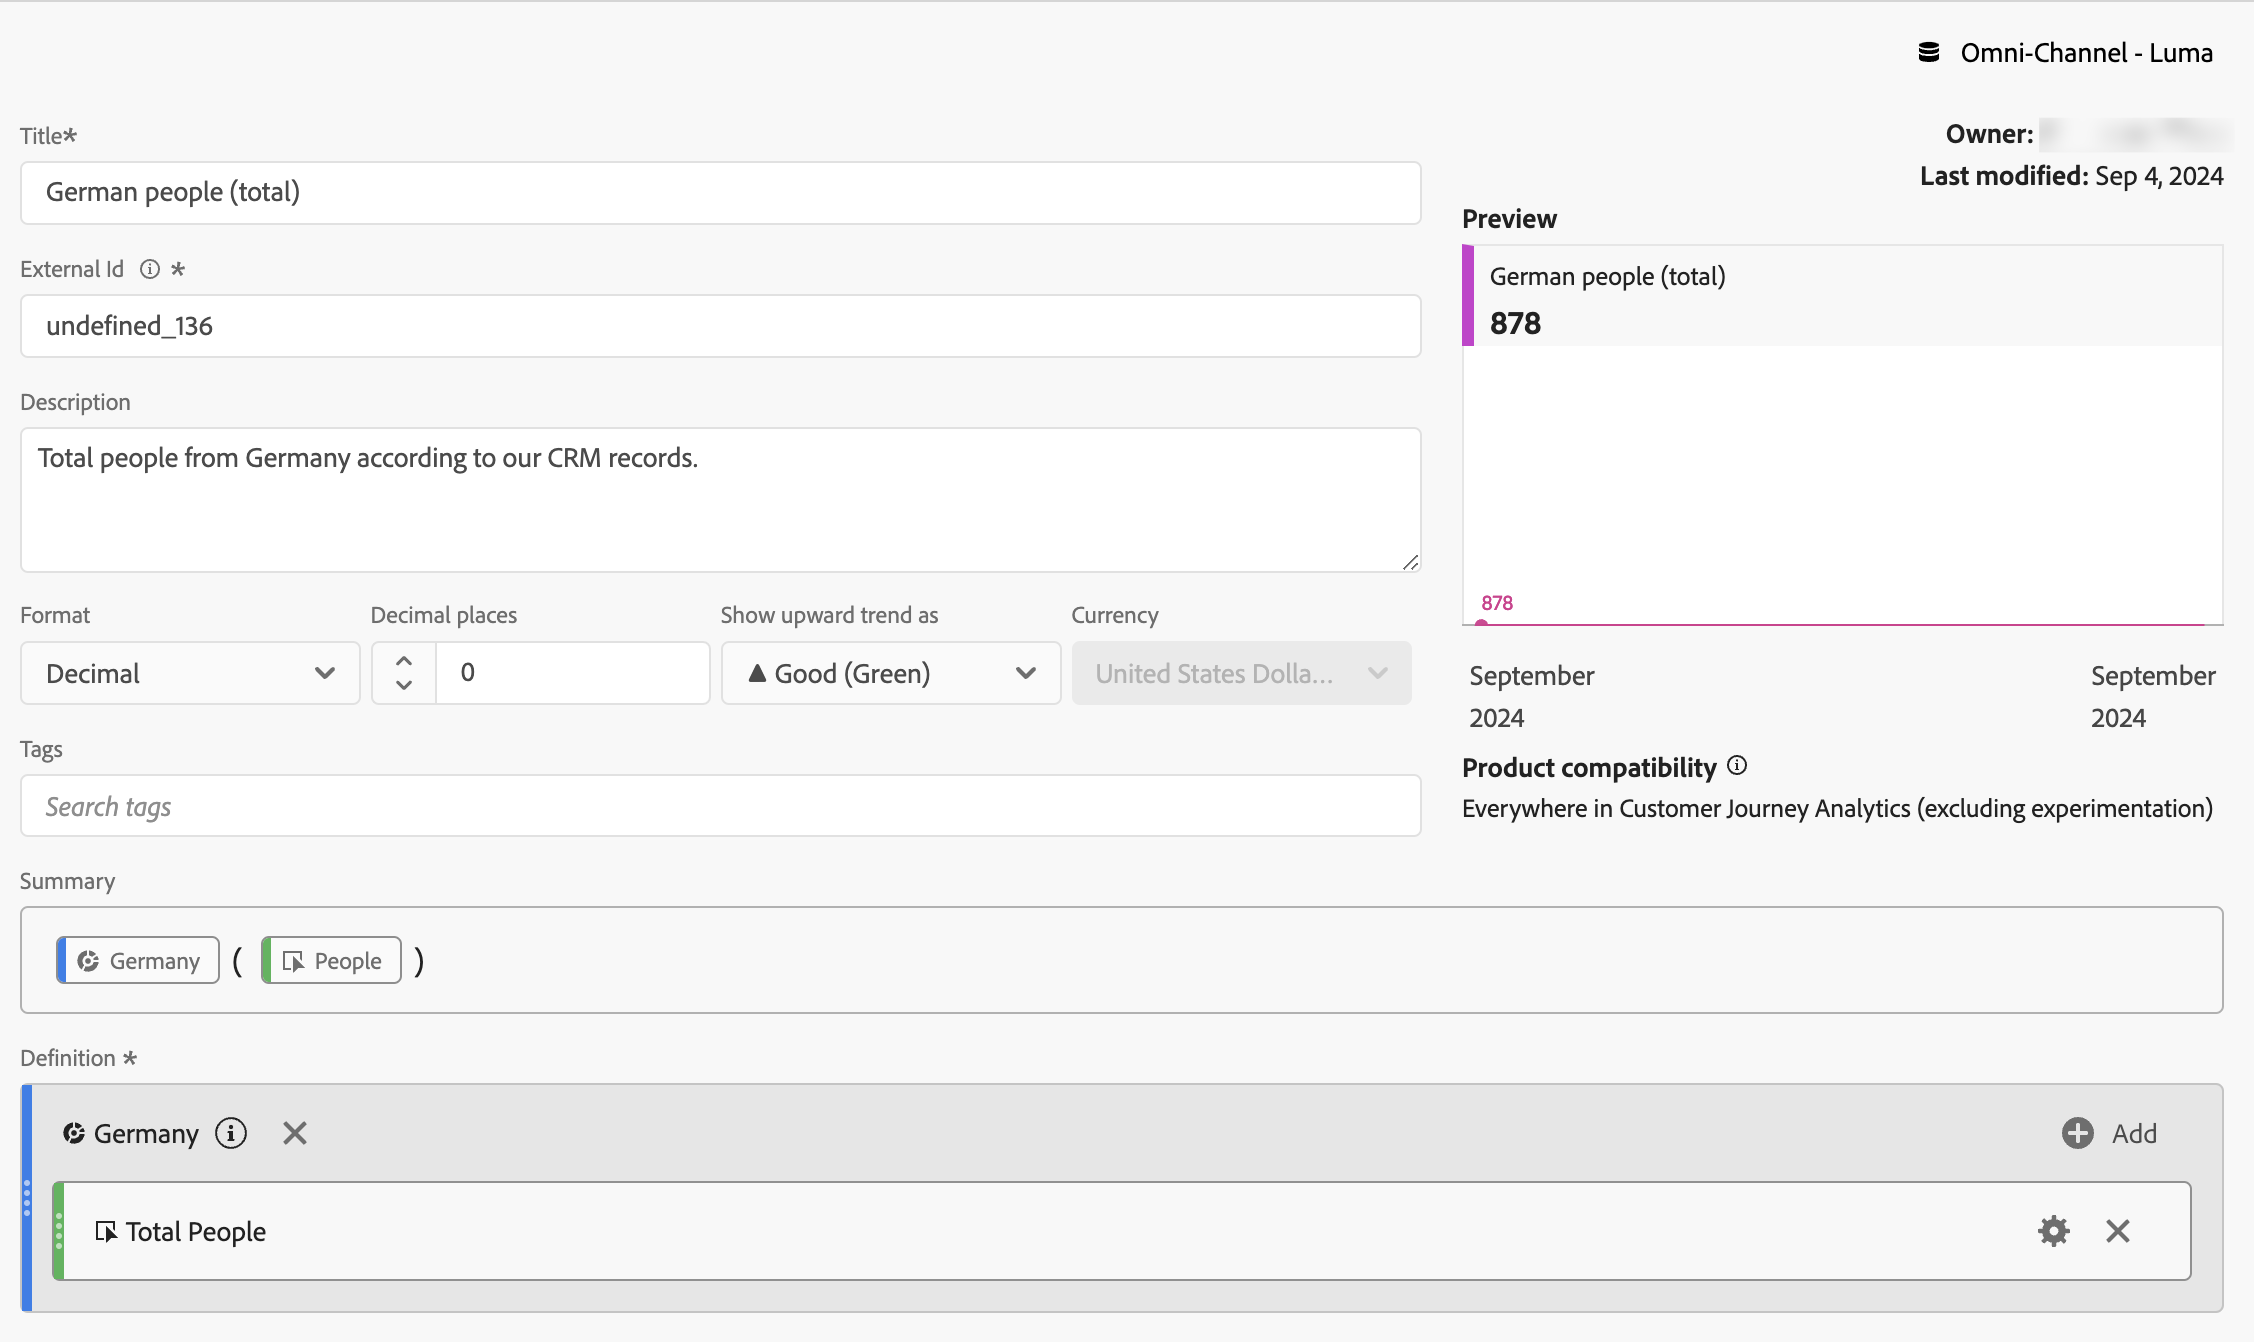 Omni-Channel - Luma
Title*
German people (total)
External Id *
undefined_136
Description
Total people from Germany according to our CRM records.
Format
Decimal places
Show upward trend as
Currency
Decimal
0
Good (Green)
United States Dolla...
Tags
Search tags
Owner:
Last modified: Sep 4, 2024
Preview
German people (total)
878
878
September
2024
September
2024
Product compatibility
Everywhere in Customer Journey Analytics (excluding experimentation)
Summary
Germany ( People )
Definition *
Germany
Add
Total People